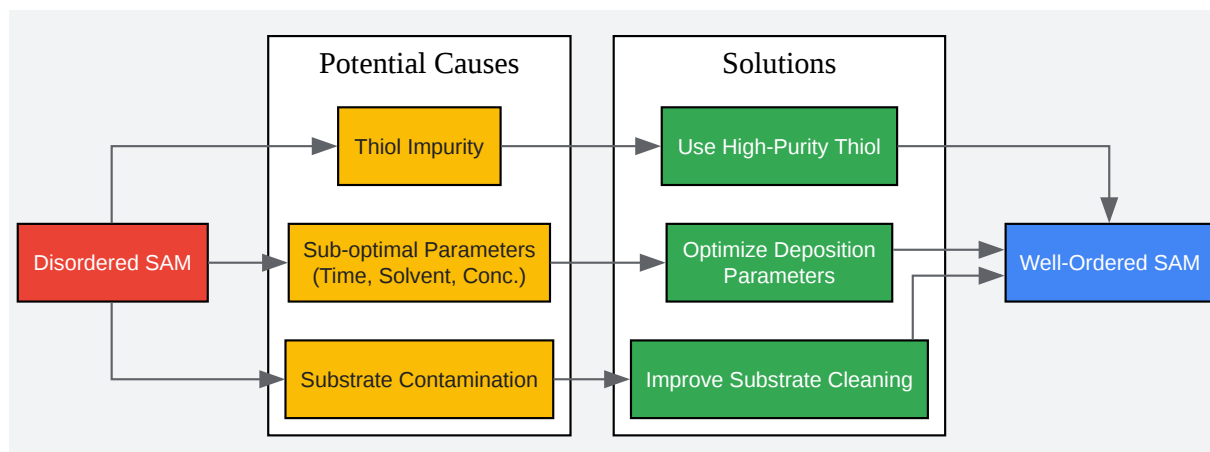 Potential Causes
Solutions
Thiol Impurity
Use High-Purity Thiol
Disordered SAM
Sub-optimal Parameters
(Time, Solvent, Conc.)
Optimize Deposition
Parameters
Well-Ordered SAM
Substrate Contamination
Improve Substrate Cleaning